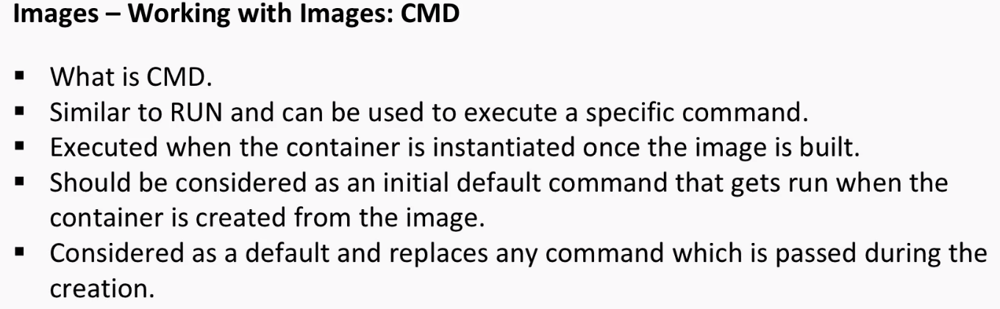 Images – Working with Images: CMD
▪ What is CMD.
▪ Similar to RUN and can be used to execute a specific command.
▪ Executed when the container is instantiated once the image is built.
▪ Should be considered as an initial default command that gets run when the
container is created from the image.
▪ Considered as a default and replaces any command which is passed during the
creation.